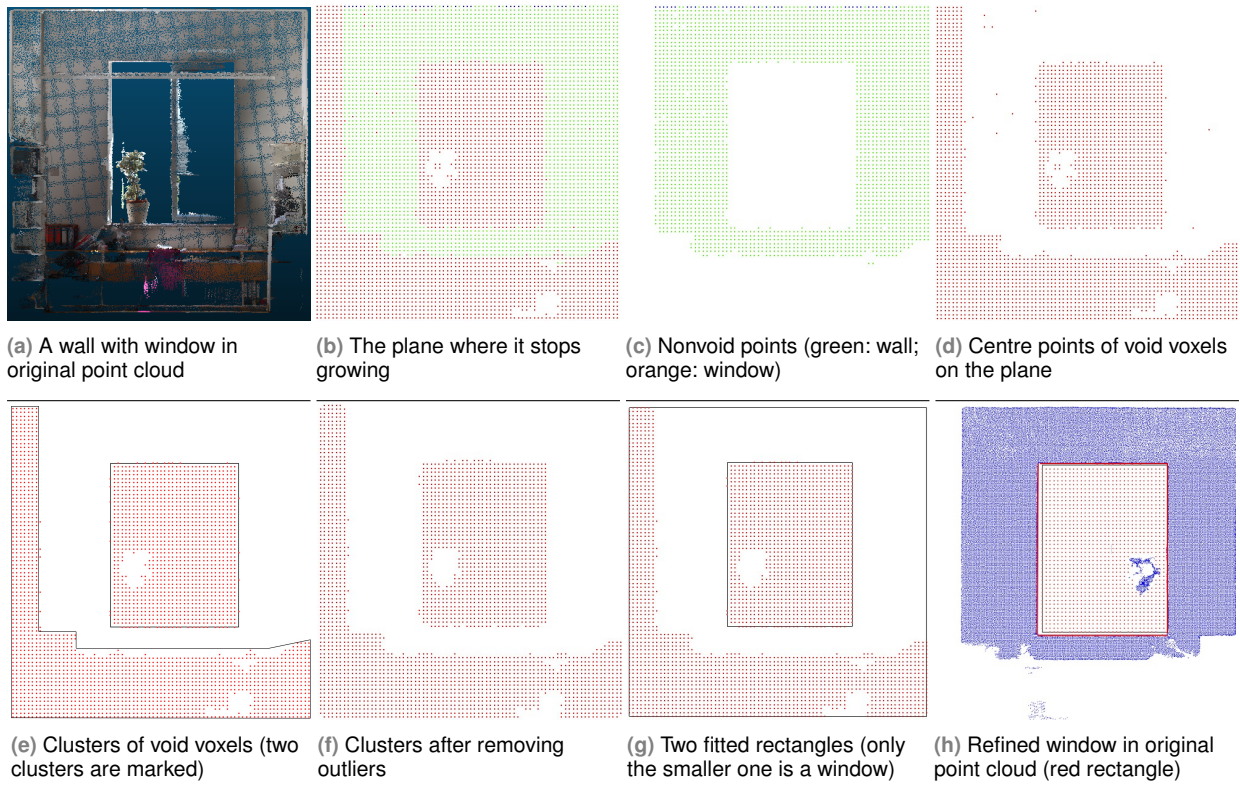 (a) A wall with window in
original point cloud
(b) The plane where it stops
growing
(c) Nonvoid points (green: wall;
orange: window)
(d) Centre points of void voxels
on the plane
(e) Clusters of void voxels (two
clusters are marked)
(f) Clusters after removing
outliers
(g) Two fitted rectangles (only
the smaller one is a window)
(h) Refined window in original
point cloud (red rectangle)